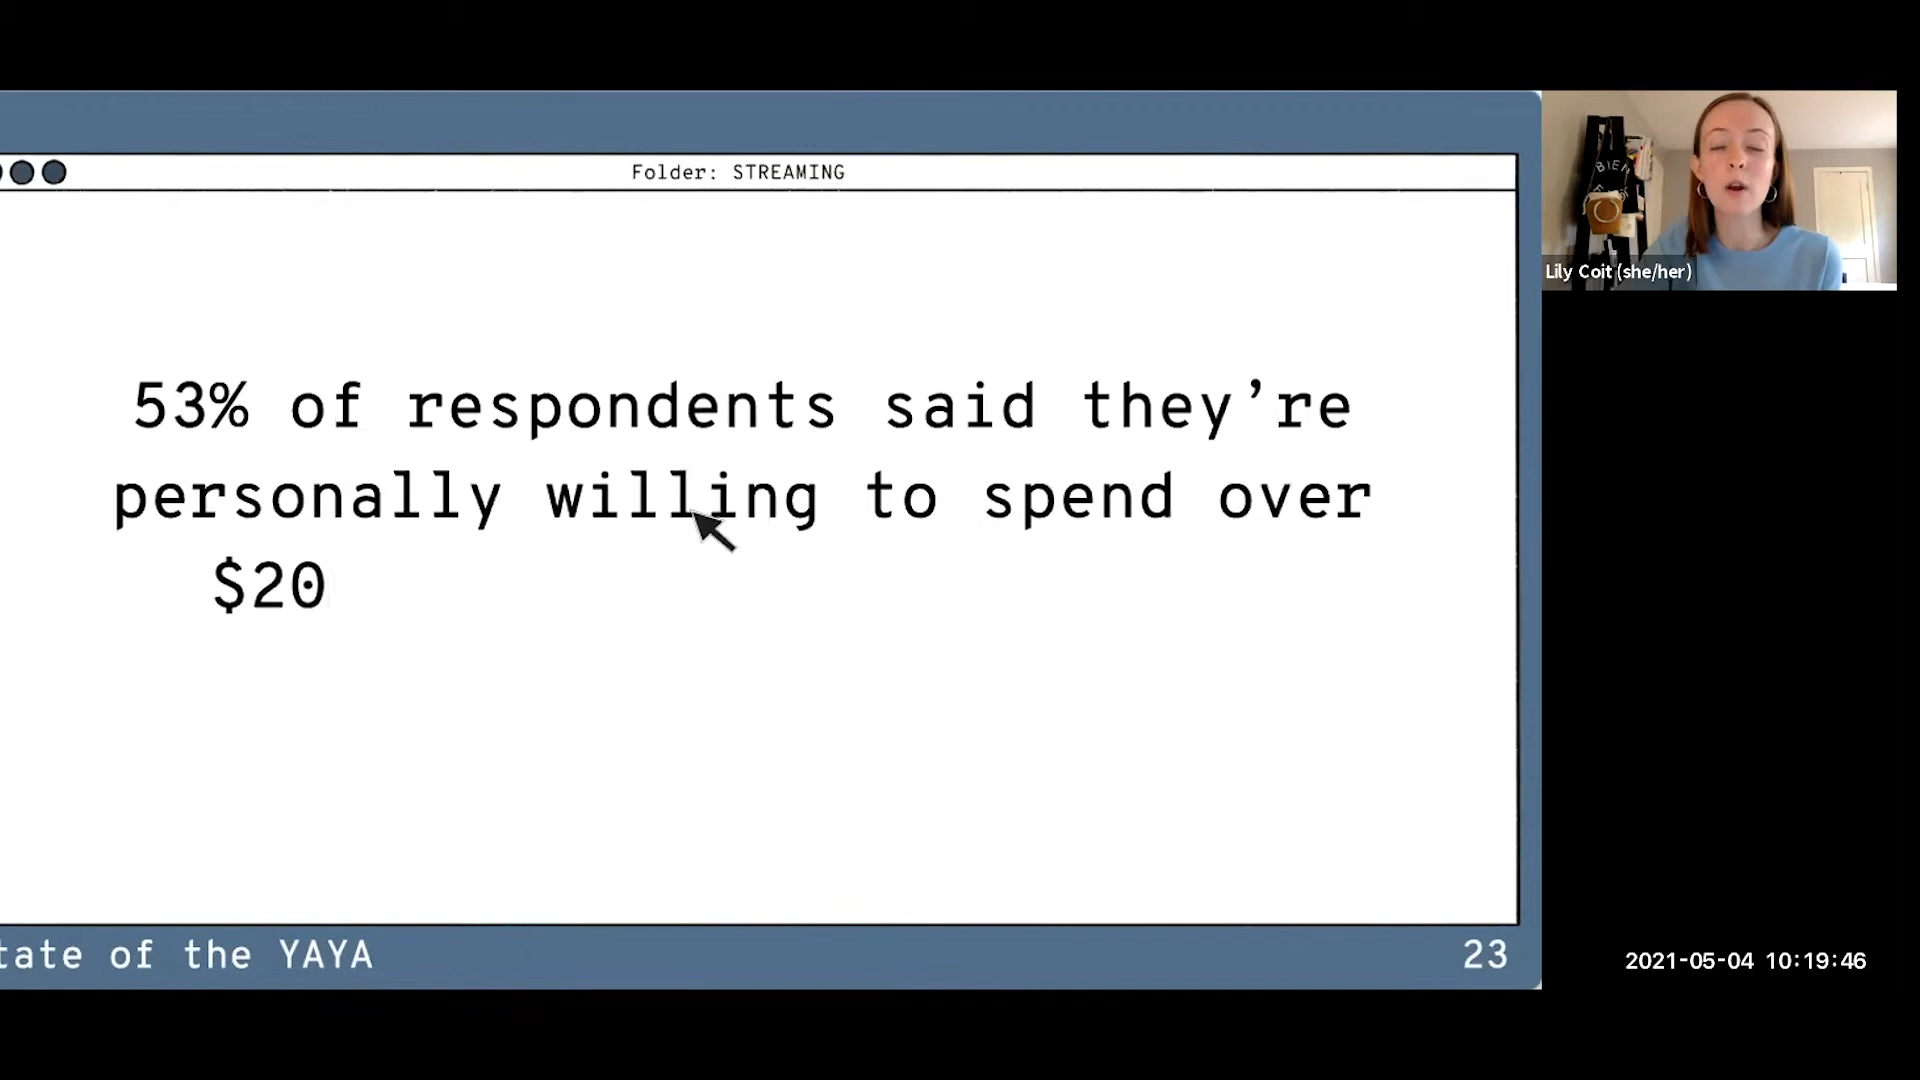 Folder: STREAMING
53% of respondents said they’re
personally willing to spend over
$20
tate of the YAYA
23
BIEN
Lily Coit (she/her)
2021-05-04 10:19:46